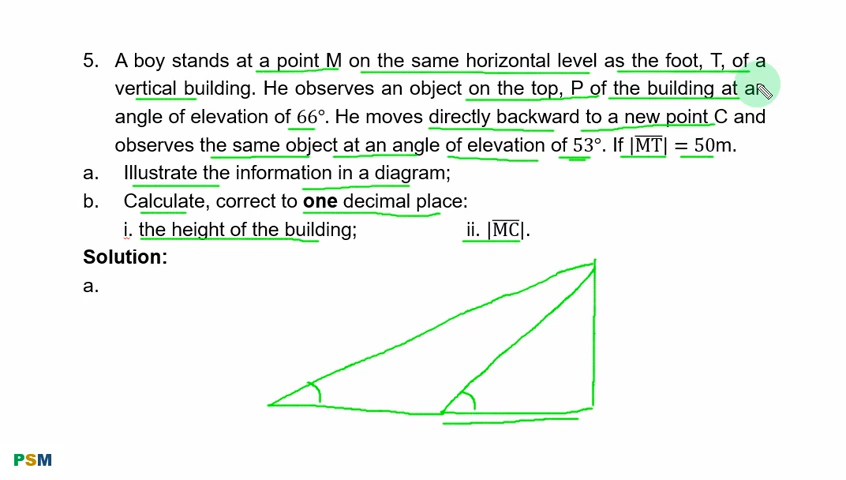 5. A boy stands at a point M on the same horizontal level as the foot, T, of a
vertical building. He observes an object on the top, P of the building at an
angle of elevation of 66°. He moves directly backward to a new point C and
observes the same object at an angle of elevation of 53°. If |M̅T̅| = 50m.
a. Illustrate the information in a diagram;
b. Calculate, correct to one decimal place:
i. the height of the building; ii. |M̅C̅|.
Solution:
a.
PSM